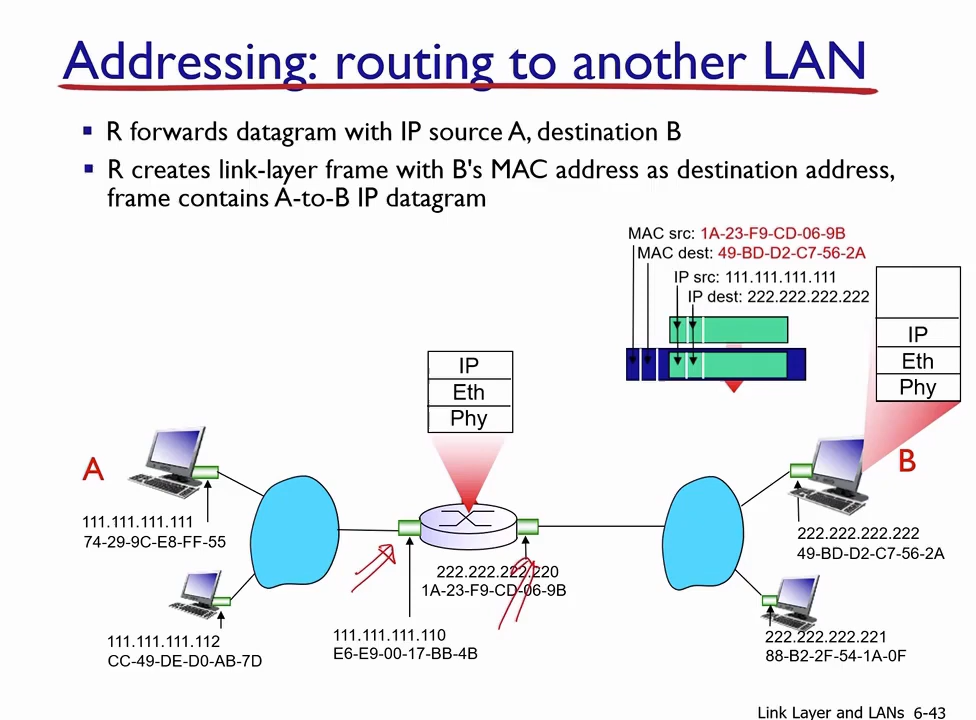 Addressing: routing to another LAN
R forwards datagram with IP source A, destination B
R creates link-layer frame with B's MAC address as destination address,
frame contains A-to-B IP datagram
MAC src: 1A-23-F9-CD-06-9B
MAC dest: 49-BD-D2-C7-56-2A
IP src: 111.111.111.111
IP dest: 222.222.222.222
IP
Eth
Phy
IP
Eth
Phy
A
B
111.111.111.111
74-29-9C-E8-FF-55
222.222.222.220
1A-23-F9-CD-06-9B
222.222.222.222
49-BD-D2-C7-56-2A
111.111.111.112
CC-49-DE-D0-AB-7D
111.111.111.110
E6-E9-00-17-BB-4B
222.222.222.221
88-B2-2F-54-1A-0F
Link Layer and LANs 6-43